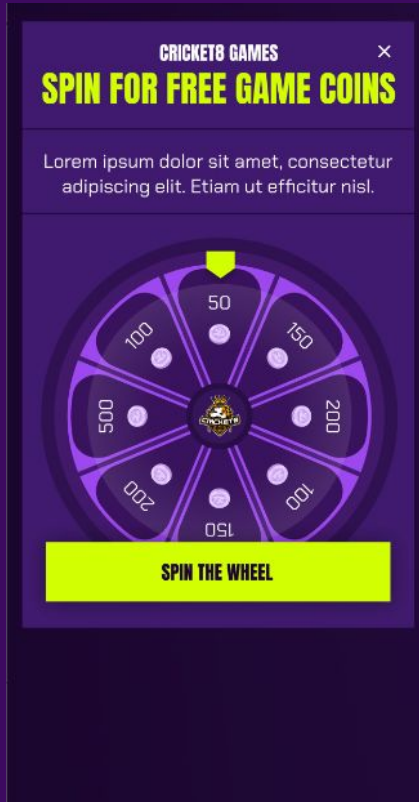 CRICKET8 GAMES
SPIN FOR FREE GAME COINS
Lorem ipsum dolor sit amet, consectetur
adipiscing elit. Etiam ut efficitur nisl.
50
100
150
500
CRICKET8
200
200
100
150
SPIN THE WHEEL